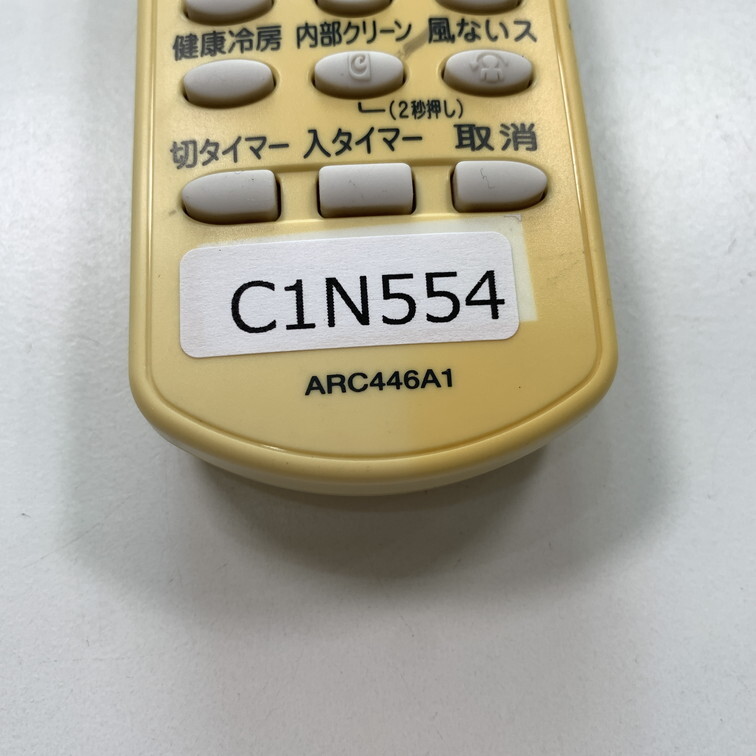 健康冷房 内部クリーン 風ないス
(2秒押し)
切タイマー 入タイマー 取消
C1N554
ARC446A1